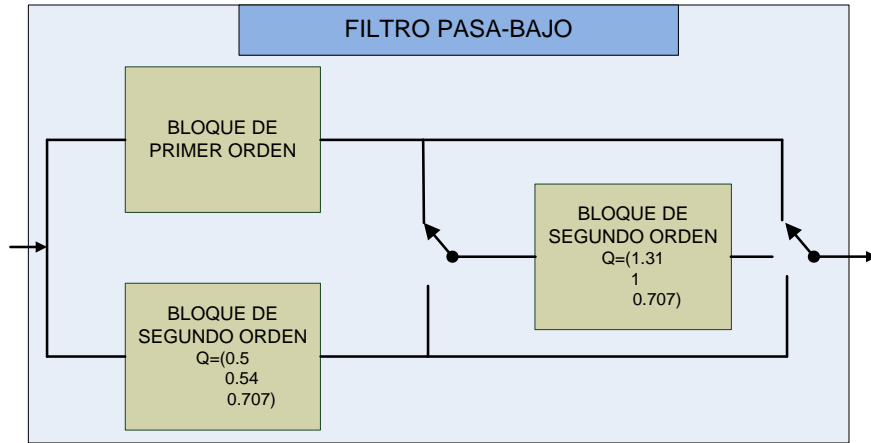 FILTRO PASA-BAJO
BLOQUE DE
PRIMER ORDEN
BLOQUE DE
SEGUNDO ORDEN
Q=(1.31
1
0.707)
BLOQUE DE
SEGUNDO ORDEN
Q=(0.5
0.54
0.707)